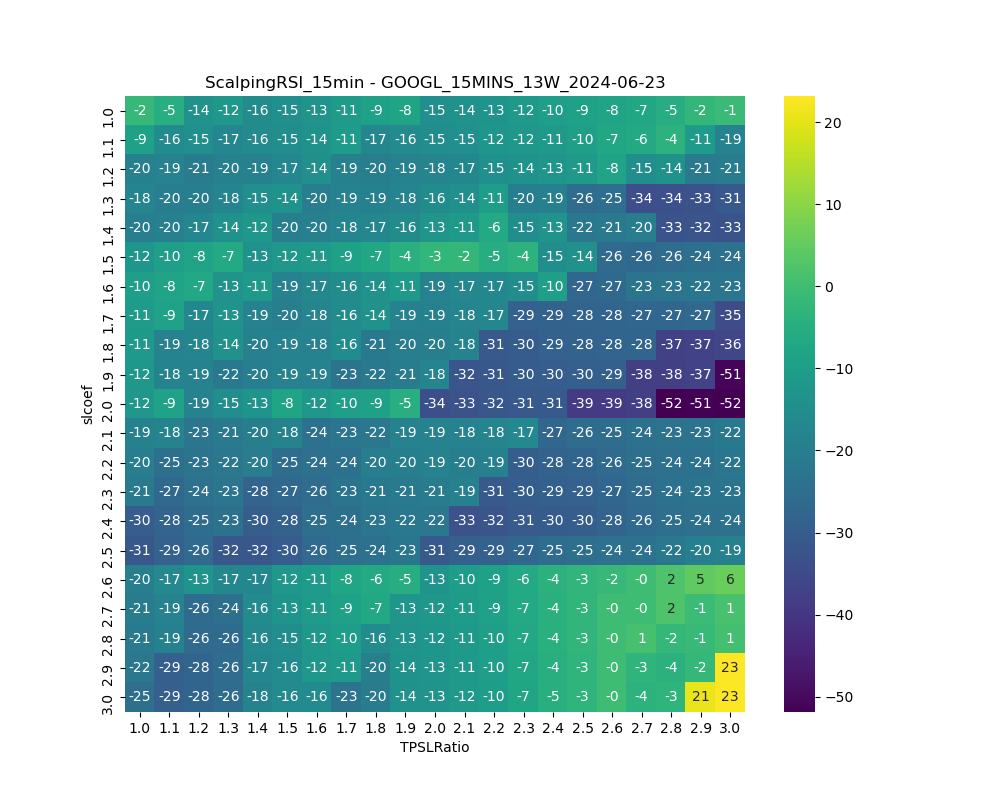 ScalpingRSI_15min - GOOGL_15MINS_13W_2024-06-23
1.0 -2 -5 -14 -12 -16 -15 -13 -11 -9 -8 -15 -14 -13 -12 -10 -9 -8 -7 -5 -2 -1
1.1 -9 -16 -15 -17 -16 -15 -14 -11 -17 -16 -15 -15 -12 -12 -11 -10 -7 -6 -4 -11 -19
1.2 -20 -19 -21 -20 -19 -17 -14 -19 -20 -19 -18 -17 -15 -14 -13 -11 -8 -15 -14 -21 -21
1.3 -18 -20 -20 -18 -15 -14 -20 -19 -19 -18 -16 -14 -11 -20 -19 -26 -25 -34 -34 -33 -31
1.4 -20 -20 -17 -14 -12 -20 -20 -18 -17 -16 -13 -11 -6 -15 -13 -22 -21 -20 -33 -32 -33
1.5 -12 -10 -8 -7 -13 -12 -11 -9 -7 -4 -3 -2 -5 -4 -15 -14 -26 -26 -26 -24 -24
1.6 -10 -8 -7 -13 -11 -19 -17 -16 -14 -11 -19 -17 -17 -15 -10 -27 -27 -23 -23 -22 -23
1.7 -11 -9 -17 -13 -19 -20 -18 -16 -14 -19 -19 -18 -17 -29 -29 -28 -28 -27 -27 -27 -35
1.8 -11 -19 -18 -14 -20 -19 -18 -16 -21 -20 -20 -18 -31 -30 -29 -28 -28 -28 -37 -37 -36
1.9 -12 -18 -19 -22 -20 -19 -19 -23 -22 -21 -18 -32 -31 -30 -30 -30 -29 -38 -38 -37 -51
2.0 -12 -9 -19 -15 -13 -8 -12 -10 -9 -5 -34 -33 -32 -31 -31 -39 -39 -38 -52 -51 -52
2.1 -19 -18 -23 -21 -20 -18 -24 -23 -22 -19 -19 -18 -18 -17 -27 -26 -25 -24 -23 -23 -22
2.2 -20 -25 -23 -22 -20 -25 -24 -24 -20 -20 -19 -20 -19 -30 -28 -28 -26 -25 -24 -24 -22
2.3 -21 -27 -24 -23 -28 -27 -26 -23 -21 -21 -21 -19 -31 -30 -29 -29 -27 -25 -24 -23 -23
2.4 -30 -28 -25 -23 -30 -28 -25 -24 -23 -22 -22 -33 -32 -31 -30 -30 -28 -26 -25 -24 -24
2.5 -31 -29 -26 -32 -32 -30 -26 -25 -24 -23 -31 -29 -29 -27 -25 -25 -24 -24 -22 -20 -19
2.6 -20 -17 -13 -17 -17 -12 -11 -8 -6 -5 -13 -10 -9 -6 -4 -3 -2 -0 2 5 6
2.7 -21 -19 -26 -24 -16 -13 -11 -9 -7 -13 -12 -11 -9 -7 -4 -3 -0 -0 2 -1 1
2.8 -21 -19 -26 -26 -16 -15 -12 -10 -16 -13 -12 -11 -10 -7 -4 -3 -0 1 -2 -1 1
2.9 -22 -29 -28 -26 -17 -16 -12 -11 -20 -14 -13 -11 -10 -7 -4 -3 -0 -3 -4 -2 23
3.0 -25 -29 -28 -26 -18 -16 -16 -23 -20 -14 -13 -12 -10 -7 -5 -3 -0 -4 -3 21 23
1.0 1.1 1.2 1.3 1.4 1.5 1.6 1.7 1.8 1.9 2.0 2.1 2.2 2.3 2.4 2.5 2.6 2.7 2.8 2.9 3.0
TPSLRatio
slcoef
20
10
0
−10
−20
−30
−40
−50